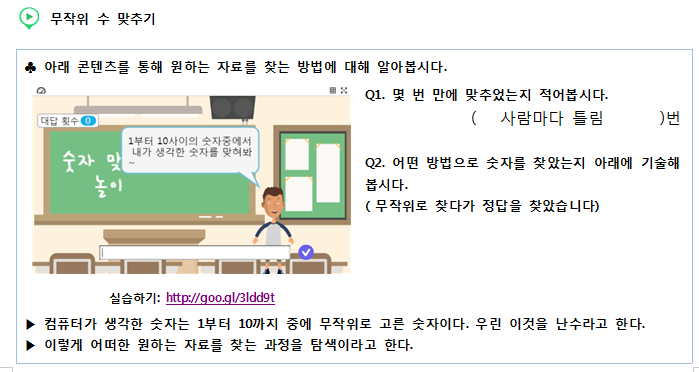 무작위 수 맞추기
♣ 아래 콘텐츠를 통해 원하는 자료를 찾는 방법에 대해 알아봅시다.
대답 횟수 0
1부터 10사이의 숫자중에서
내가 생각한 숫자를 맞혀봐
~
숫자 맞
놀이
Q1. 몇 번 만에 맞추었는지 적어봅시다.
( 사람마다 틀림 )번
Q2. 어떤 방법으로 숫자를 찾았는지 아래에 기술해
봅시다.
( 무작위로 찾다가 정답을 찾았습니다)
실습하기: http://goo.gl/3ldd9t
▶ 컴퓨터가 생각한 숫자는 1부터 10까지 중에 무작위로 고른 숫자이다. 우린 이것을 난수라고 한다.
▶ 이렇게 어떠한 원하는 자료를 찾는 과정을 탐색이라고 한다.